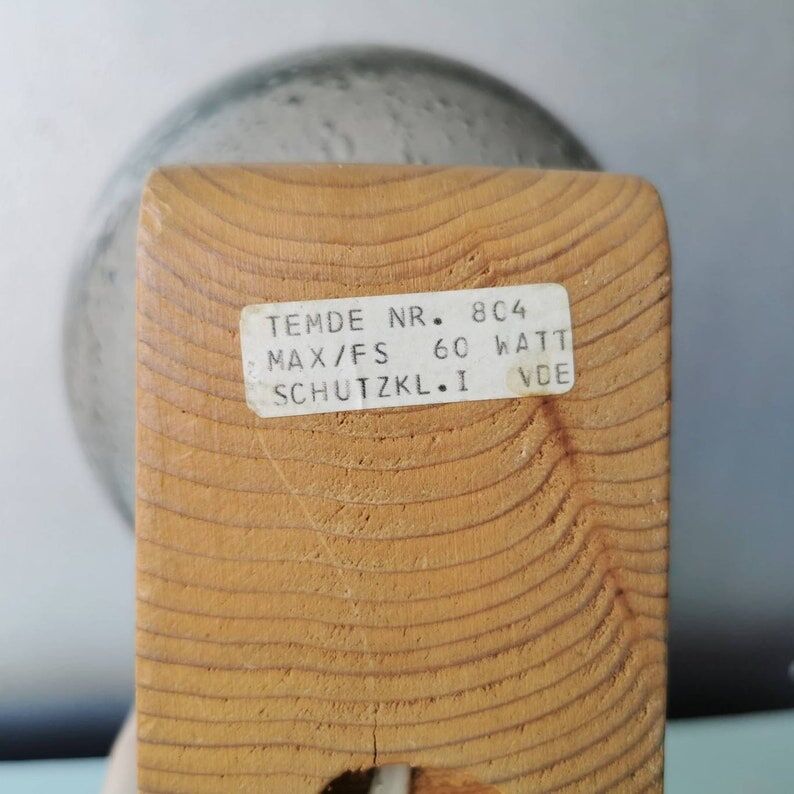 TEMDE NR. 804
MAX/FS 60 WATT
SCHUTZKL.I VDE